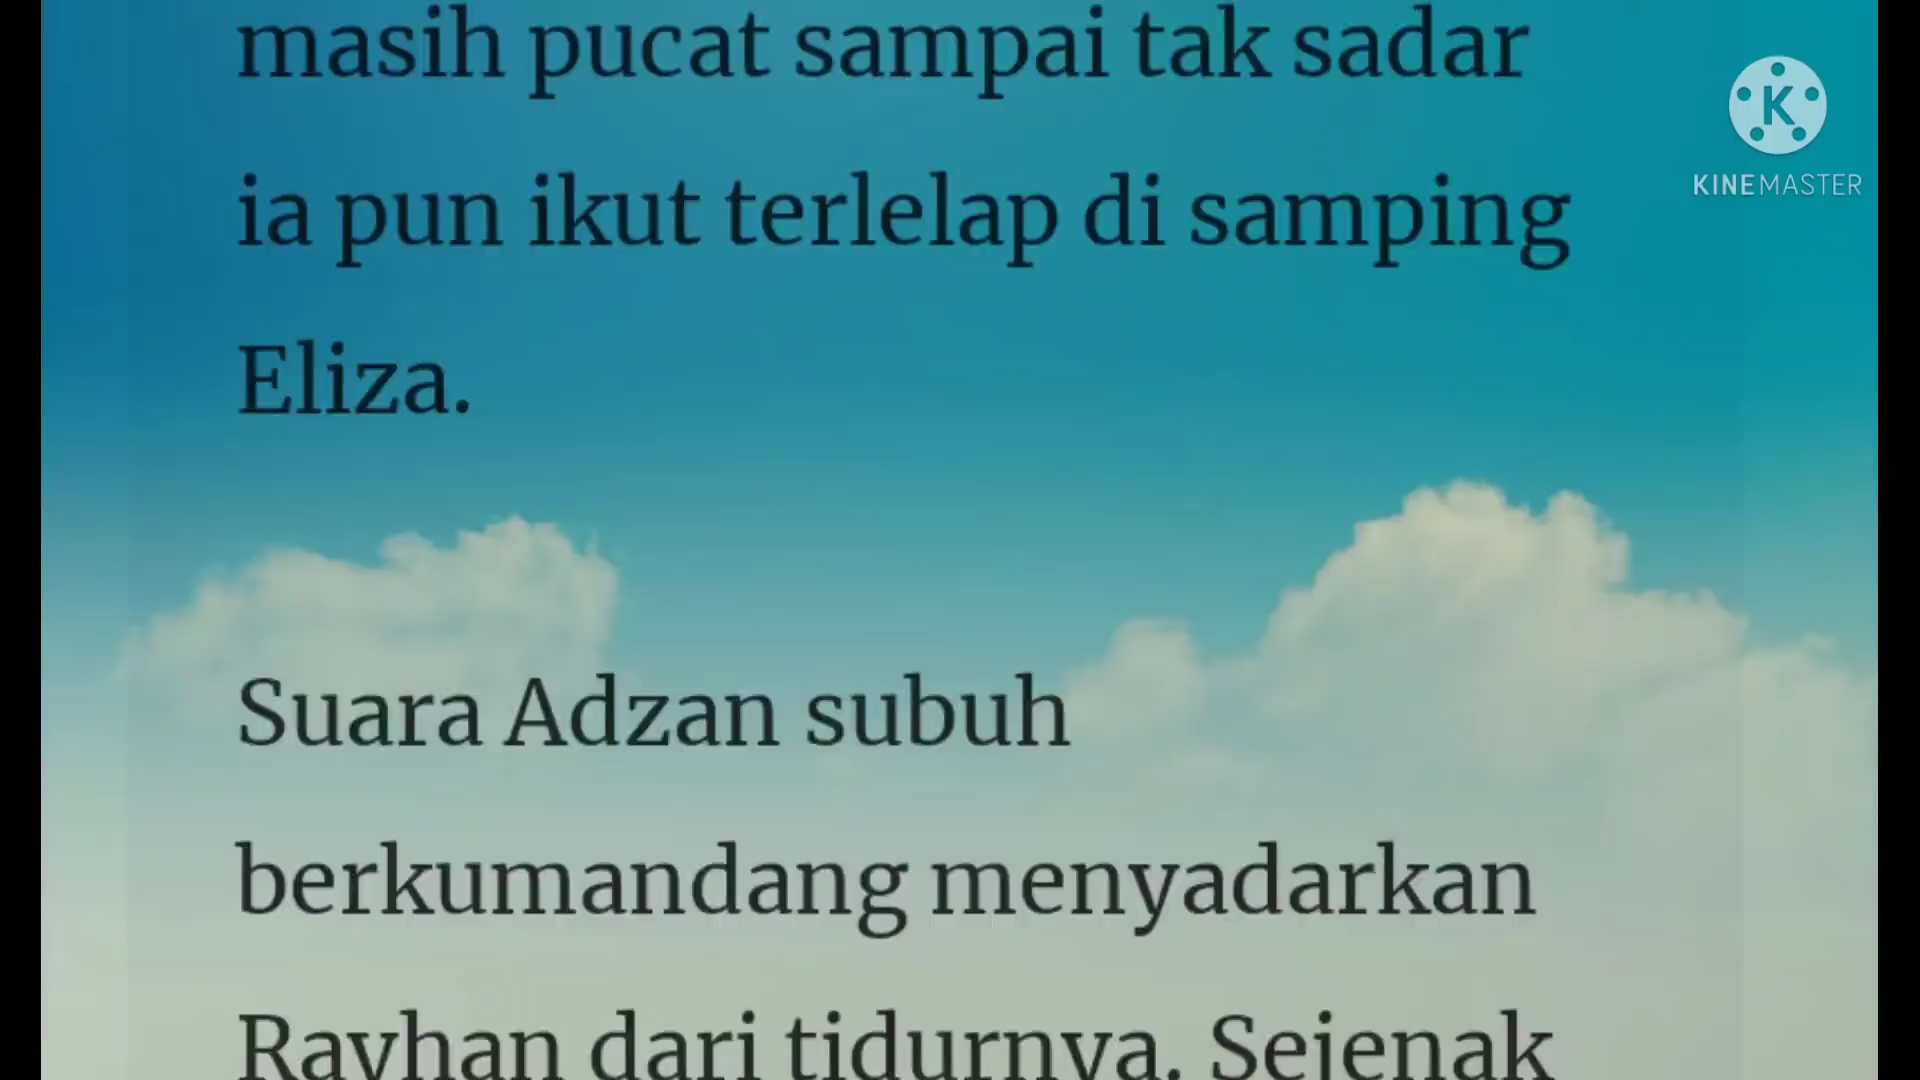 masih pucat sampai tak sadar
ia pun ikut terlelap di samping
Eliza.
Suara Adzan subuh
berkumandang menyadarkan
Rayhan dari tidurnya. Sejenak
K
KINEMASTER